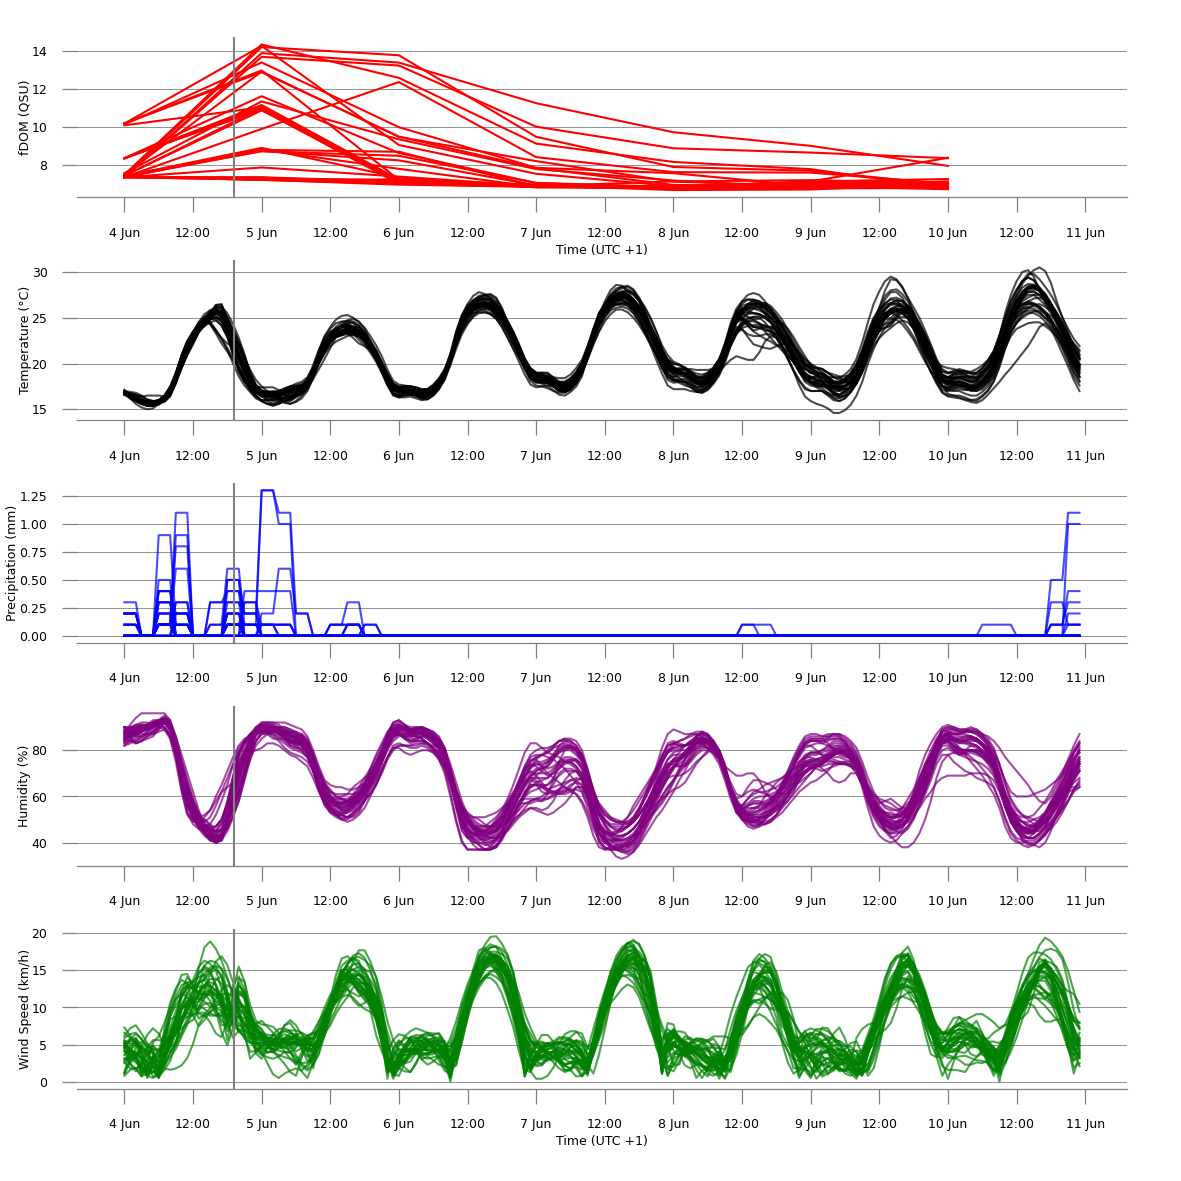 14
12
10
8
fDOM (QSU)
4 Jun 12:00 5 Jun 12:00 6 Jun 12:00 7 Jun 12:00 8 Jun 12:00 9 Jun 12:00 10 Jun 12:00 11 Jun
Time (UTC +1)
30
25
20
15
Temperature (°C)
4 Jun 12:00 5 Jun 12:00 6 Jun 12:00 7 Jun 12:00 8 Jun 12:00 9 Jun 12:00 10 Jun 12:00 11 Jun
1.25
1.00
0.75
0.50
0.25
0.00
Precipitation (mm)
4 Jun 12:00 5 Jun 12:00 6 Jun 12:00 7 Jun 12:00 8 Jun 12:00 9 Jun 12:00 10 Jun 12:00 11 Jun
80
60
40
Humidity (%)
4 Jun 12:00 5 Jun 12:00 6 Jun 12:00 7 Jun 12:00 8 Jun 12:00 9 Jun 12:00 10 Jun 12:00 11 Jun
20
15
10
5
0
Wind Speed (km/h)
4 Jun 12:00 5 Jun 12:00 6 Jun 12:00 7 Jun 12:00 8 Jun 12:00 9 Jun 12:00 10 Jun 12:00 11 Jun
Time (UTC +1)